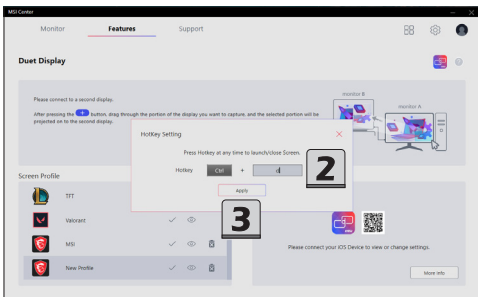 MSI Center
Monitor
Features
Support
Duet Display
Please connect to a second display.
After pressing the + button, drag through the portion of the display you want to capture, and the selected portion will be
projected on to the second display.
monitor B
monitor A
HotKey Setting
Press Hotkey at any time to launch/close Screen.
Hotkey
Ctrl
+
d
2
Apply
3
Screen Profile
TFT
Valorant
MSI
New Profile
Please connect your iOS Device to view or change settings.
More Info